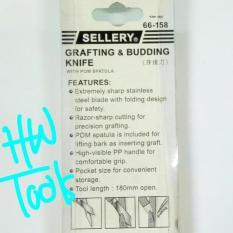 66-158
SELLERY®
GRAFTING & BUDDING
KNIFE
WITH POM SPATULA
FEATURES:
• Extremely sharp stainless
steel blade with folding design
for safety.
• Razor-sharp cutting for
precision grafting.
• POM spatula is included for
lifting bark as inserting graft.
• High-visible PP handle for
comfortable grip.
• Pocket size for convenient
storage.
• Tool length : 180mm open.
HW
Tools